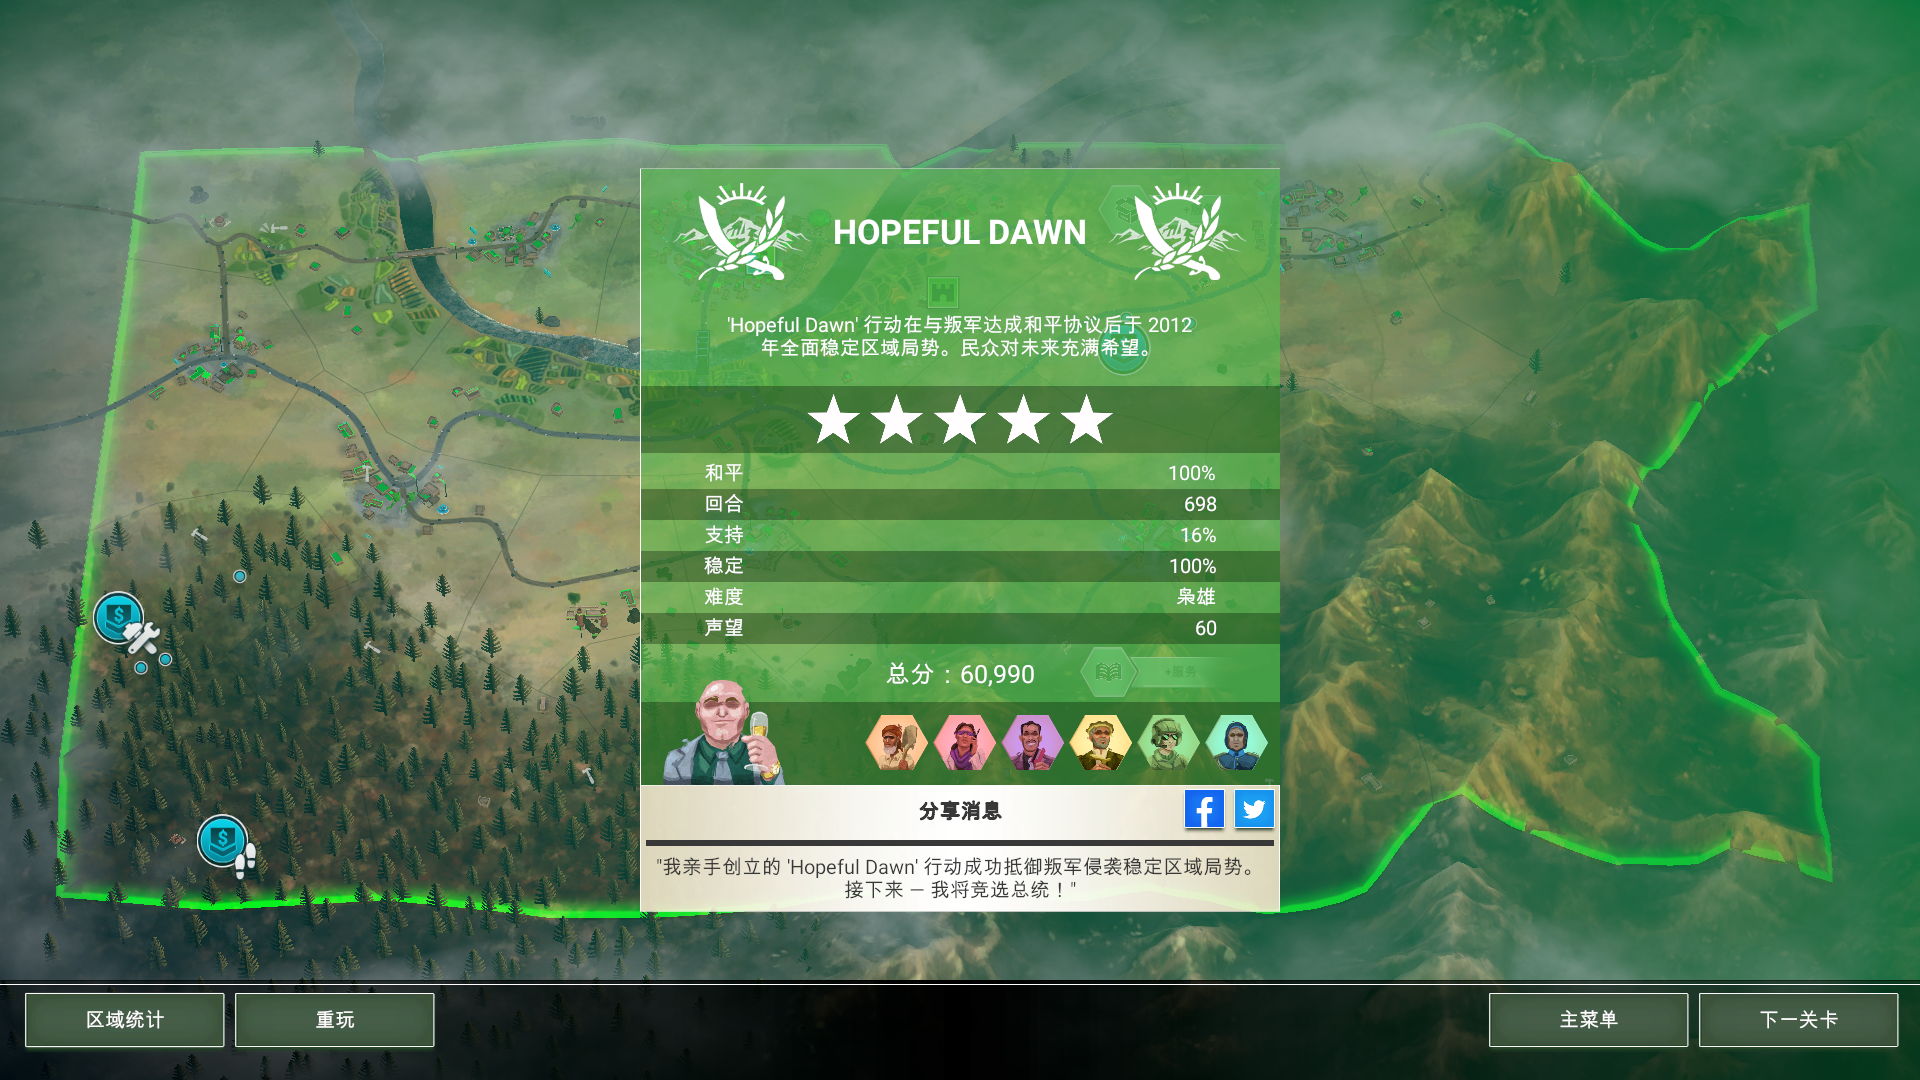 HOPEFUL DAWN
'Hopeful Dawn' 行动在与叛军达成和平协议后于 2012
年全面稳定区域局势。民众对未来充满希望。
和平 100%
回合 698
支持 16%
稳定 100%
难度 枭雄
声望 60
总分：60,990
+服务
分享消息
"我亲手创立的 'Hopeful Dawn' 行动成功抵御叛军侵袭稳定区域局势。
接下来 – 我将竞选总统！"
区域统计
重玩
主菜单
下一关卡